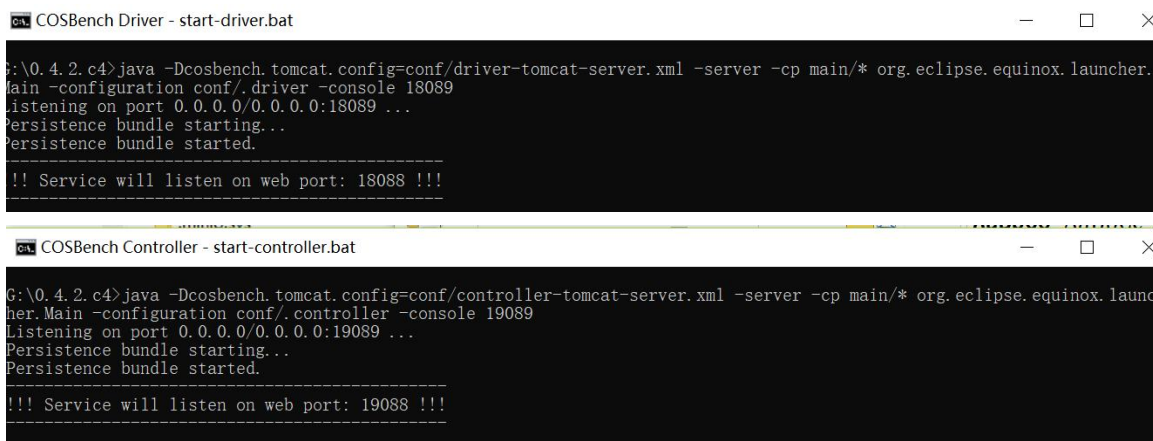 COSBench Driver - start-driver.bat
G:\0.4.2.c4>java -Dcosbench.tomcat.config=conf/driver-tomcat-server.xml -server -cp main/* org.eclipse.equinox.launcher.
Main -configuration conf/.driver -console 18089
Listening on port 0.0.0.0/0.0.0.0:18089 ...
Persistence bundle starting...
Persistence bundle started.
----------------------------------------------
!!! Service will listen on web port: 18088 !!!
----------------------------------------------
COSBench Controller - start-controller.bat
G:\0.4.2.c4>java -Dcosbench.tomcat.config=conf/controller-tomcat-server.xml -server -cp main/* org.eclipse.equinox.launc
her.Main -configuration conf/.controller -console 19089
Listening on port 0.0.0.0/0.0.0.0:19089 ...
Persistence bundle starting...
Persistence bundle started.
----------------------------------------------
!!! Service will listen on web port: 19088 !!!
----------------------------------------------